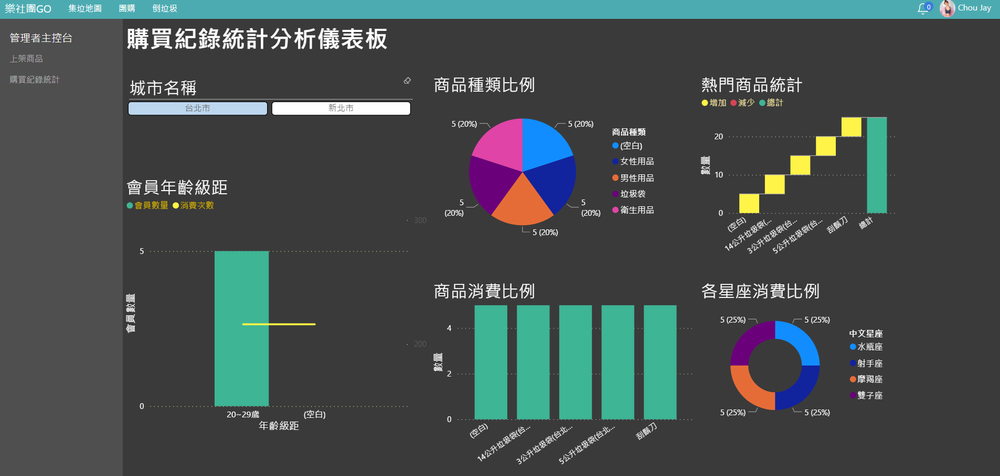 樂社團GO 集垃地圖 團購 倒垃圾 0 Chou Jay
管理者主控台
上架商品
購買紀錄統計
購買紀錄統計分析儀表板
城市名稱
台北市 新北市
會員年齡級距
會員數量 消費次數
300
200
5
0
會員數量
20~29歲 (空白)
年齡級距
商品種類比例
5 (20%)
5 (20%)
5
(20%)
5
(20%)
5 (20%)
商品種類
(空白)
女性用品
男性用品
垃圾袋
衛生用品
熱門商品統計
增加 減少 總計
20
10
0
數量
(空白)
14公升垃圾袋(...
3公升垃圾袋(台...
5公升垃圾袋(台...
刮鬍刀
總計
商品消費比例
4
2
0
數量
(空白)
14公升垃圾袋(台...
3公升垃圾袋(台北...
5公升垃圾袋(台北...
刮鬍刀
各星座消費比例
5 (25%)
5 (25%)
5 (25%)
5 (25%)
中文星座
水瓶座
射手座
摩羯座
雙子座